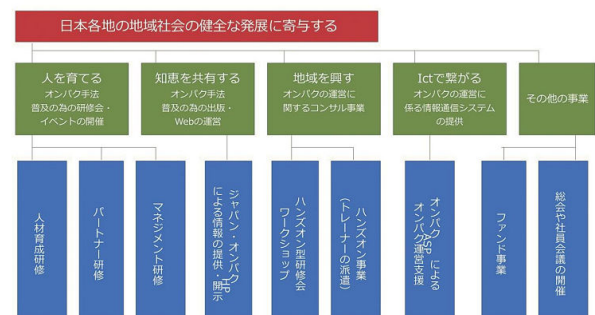 日本各地の地域社会の健全な発展に寄与する
人を育てる
オンパク手法
普及の為の研修会・
イベントの開催
知恵を共有する
オンパク手法
普及の為の出版・
Webの運営
地域を興す
オンパクの運営に
関するコンサル事業
Ictで繋がる
オンパクの運営に
係る情報通信システム
の提供
その他の事業
人材育成研修
パートナー研修
マネジメント研修
ジャパン・オンパクHP
による情報の提供・開示
ハンズオン型研修会
ワークショップ
ハンズオン事業
(トレーナーの派遣)
オンパクASPによる
オンパク運営支援
ファンド事業
総会や社員会議の開催